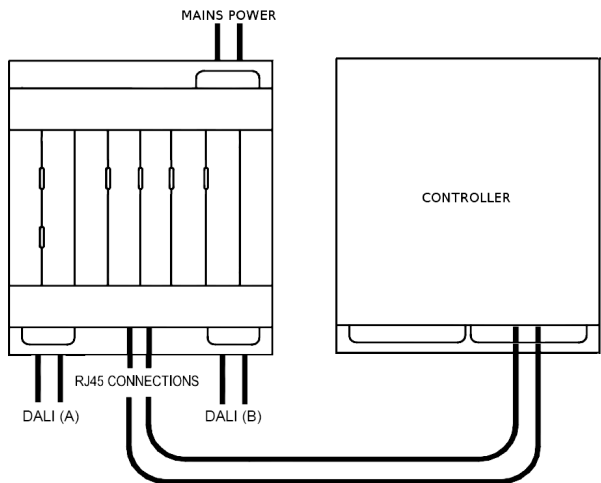 MAINS POWER
CONTROLLER
RJ45 CONNECTIONS
DALI (A)
DALI (B)